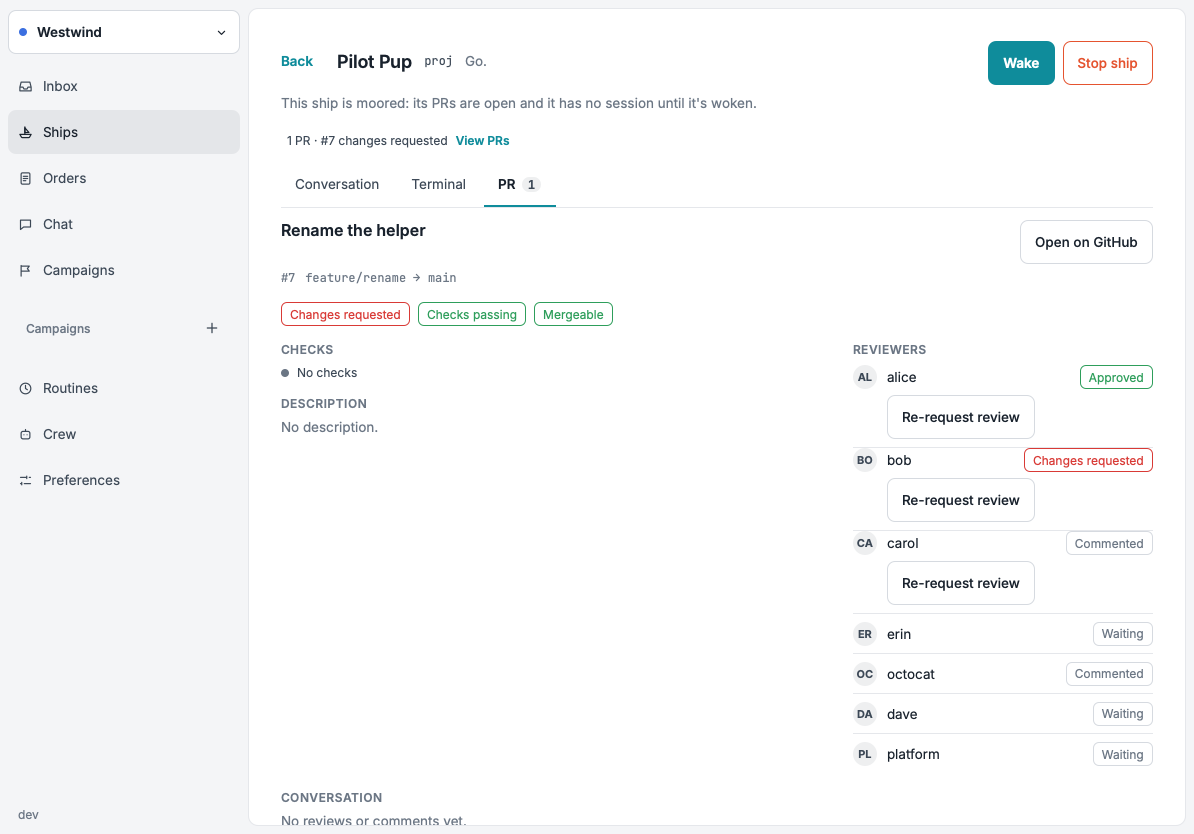 Westwind
Inbox
Ships
Orders
Chat
Campaigns
Campaigns
Routines
Crew
Preferences
dev
Back Pilot Pup proj Go.
Wake Stop ship
This ship is moored: its PRs are open and it has no session until it's woken.
1 PR · #7 changes requested View PRs
Conversation Terminal PR 1
Rename the helper
Open on GitHub
#7 feature/rename → main
Changes requested Checks passing Mergeable
CHECKS
No checks
DESCRIPTION
No description.
REVIEWERS
AL alice Approved
Re-request review
BO bob Changes requested
Re-request review
CA carol Commented
Re-request review
ER erin Waiting
OC octocat Commented
DA dave Waiting
PL platform Waiting
CONVERSATION
No reviews or comments yet.